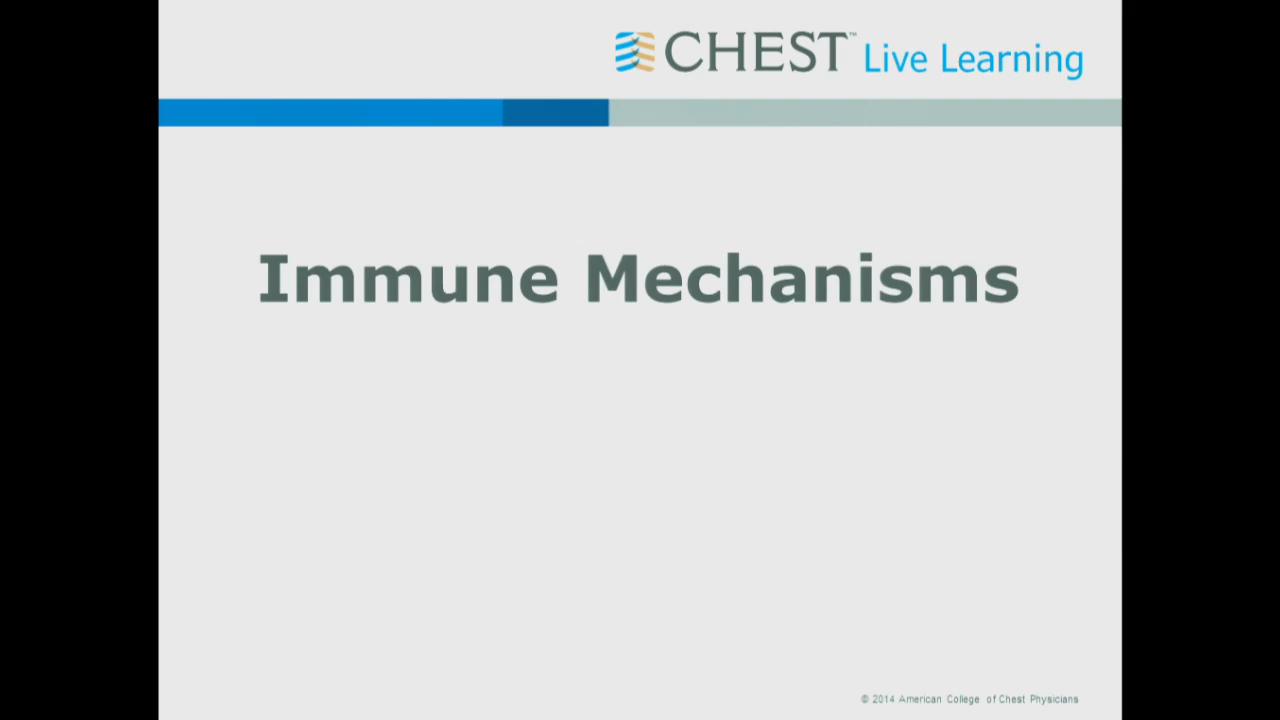 CHEST™ Live Learning
Immune Mechanisms
© 2014 American College of Chest Physicians